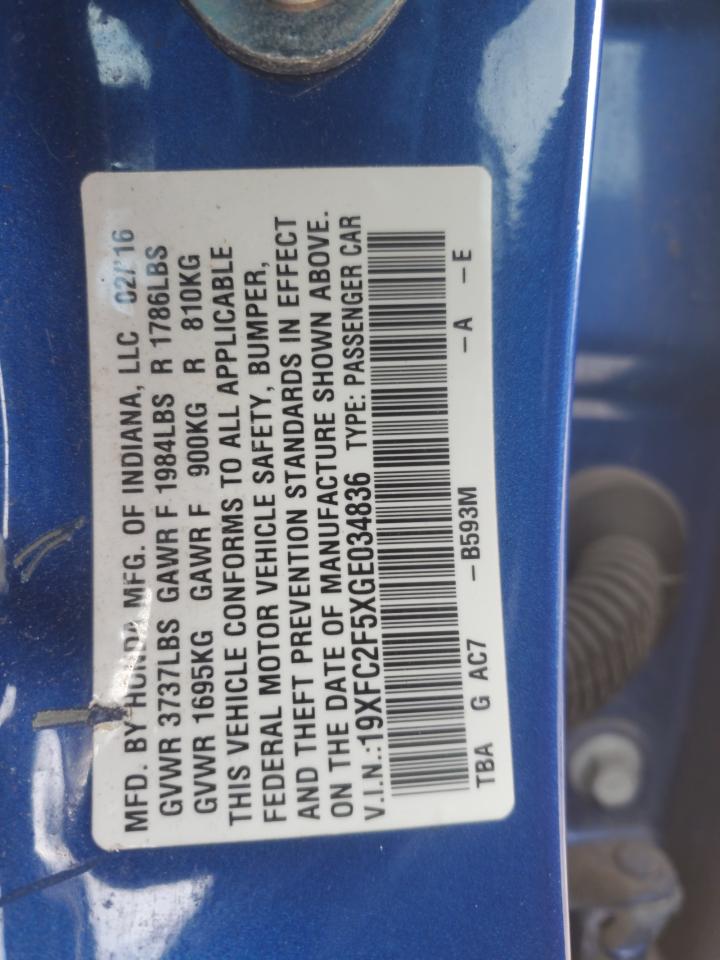 MFD. BY HONDA MFG. OF INDIANA, LLC 02/'16
GVWR 3737LBS GAWR F 1984LBS R 1786LBS
GVWR 1695KG GAWR F 900KG R 810KG
THIS VEHICLE CONFORMS TO ALL APPLICABLE
FEDERAL MOTOR VEHICLE SAFETY, BUMPER,
AND THEFT PREVENTION STANDARDS IN EFFECT
ON THE DATE OF MANUFACTURE SHOWN ABOVE.
V.I.N.:19XFC2F5XGE034836 TYPE: PASSENGER CAR
TBA G AC7 –B593M –A –E